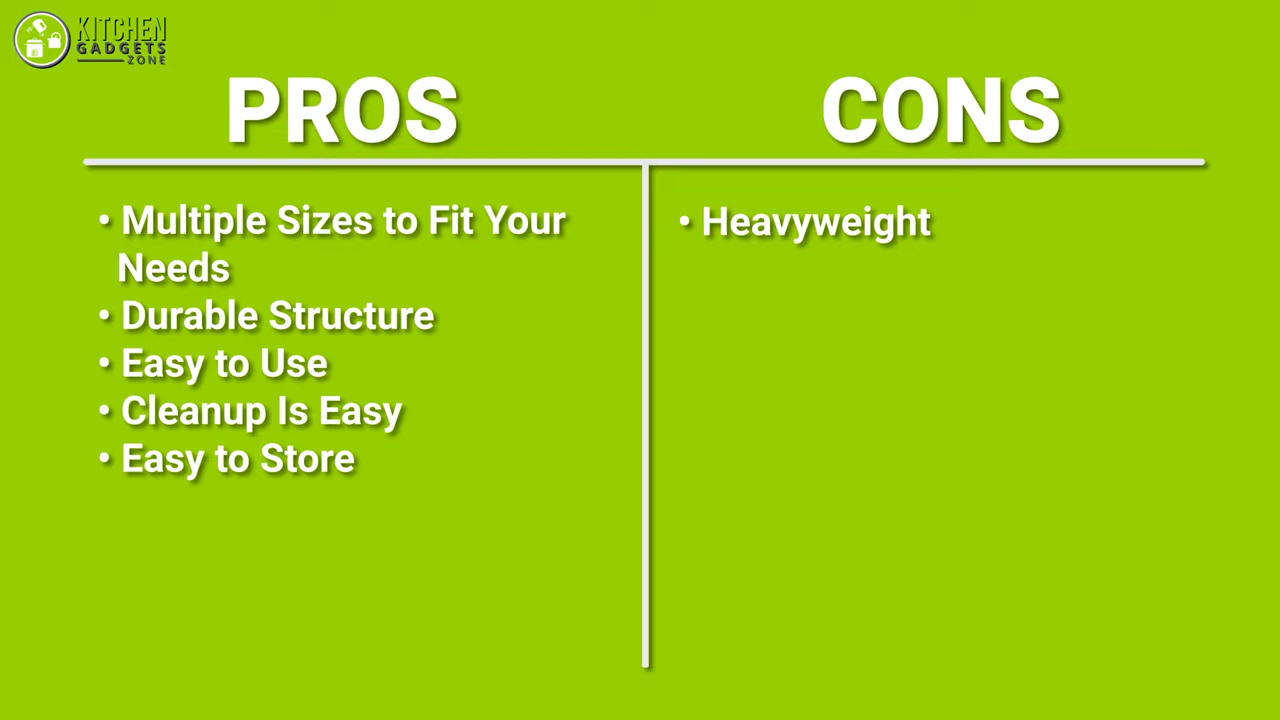 KITCHEN
GADGETS
ZONE
PROS
CONS
• Multiple Sizes to Fit Your
Needs
• Durable Structure
• Easy to Use
• Cleanup Is Easy
• Easy to Store
• Heavyweight